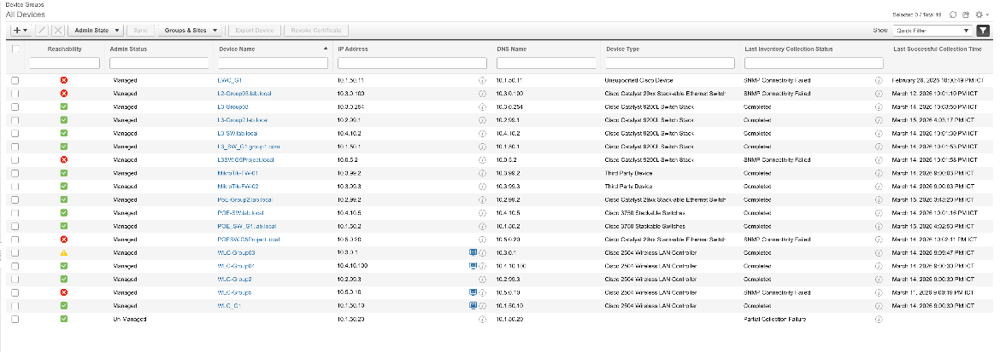 Device Groups
All Devices
Selected 0 / Total 19
Admin State Sync Groups & Sites Export Device Revoke Certificate Show Quick Filter
Reachability Admin Status Device Name IP Address DNS Name Device Type Last Inventory Collection Status Last Successful Collection Time
Managed EWC_G1 10.1.50.11 10.1.50.11 Unsupported Cisco Device SNMP Connectivity Failed February 26, 2026 10:00:49 PM ICT
Managed L2-Group03.lab.local 10.3.0.100 10.3.0.100 Cisco Catalyst 29xx Stack-able Ethernet Switch SNMP Connectivity Failed March 12, 2026 10:01:10 PM ICT
Managed L3-Group03 10.3.0.254 10.3.0.254 Cisco Catalyst 9200L Switch Stack Completed March 14, 2026 10:03:50 PM ICT
Managed L3-Group2.lab.local 10.2.99.1 10.2.99.1 Cisco Catalyst 9200L Switch Stack Completed March 15, 2026 4:03:17 PM ICT
Managed L3-SW.lab.local 10.4.10.2 10.4.10.2 Cisco Catalyst 9200L Switch Stack Completed March 14, 2026 10:01:30 PM ICT
Managed L3_SW_G1.group1.com 10.1.50.1 10.1.50.1 Cisco Catalyst 9200L Switch Stack Completed March 14, 2026 10:01:53 PM ICT
Managed L3SW.G5Project.local 10.0.5.2 10.0.5.2 Cisco Catalyst 9200L Switch Stack SNMP Connectivity Failed March 14, 2026 10:01:58 PM ICT
Managed MikroTik-FW-01 10.3.99.2 10.3.99.2 Third Party Device Completed March 14, 2026 9:00:03 PM ICT
Managed MikroTik-FW-02 10.3.99.3 10.3.99.3 Third Party Device Completed March 14, 2026 9:00:03 PM ICT
Managed PoE-Group2.lab.local 10.2.99.2 10.2.99.2 Cisco Catalyst 29xx Stack-able Ethernet Switch Completed March 15, 2026 3:43:20 PM ICT
Managed POE-SW.lab.local 10.4.10.5 10.4.10.5 Cisco 3750 Stackable Switches Completed March 14, 2026 10:01:16 PM ICT
Managed POE_SW_G1.lab.local 10.1.50.2 10.1.50.2 Cisco 3750 Stackable Switches Completed March 15, 2026 4:02:53 PM ICT
Managed POESW.G5Project.local 10.5.0.20 10.5.0.20 Cisco Catalyst 29xx Stack-able Ethernet Switch SNMP Connectivity Failed March 14, 2026 10:02:11 PM ICT
Managed WLC-Group03 10.3.0.1 10.3.0.1 Cisco 2504 Wireless LAN Controller Completed March 14, 2026 9:09:47 PM ICT
Managed WLC-Group04 10.4.10.100 10.4.10.100 Cisco 2504 Wireless LAN Controller Completed March 14, 2026 9:00:30 PM ICT
Managed WLC-Group2 10.2.99.3 10.2.99.3 Cisco 2504 Wireless LAN Controller Completed March 14, 2026 9:00:30 PM ICT
Managed WLC-Group5 10.5.0.10 10.5.0.10 Cisco 2504 Wireless LAN Controller SNMP Connectivity Failed March 11, 2026 9:00:19 PM ICT
Managed WLC_G1 10.1.50.10 10.1.50.10 Cisco 2504 Wireless LAN Controller Completed March 14, 2026 9:00:30 PM ICT
Un-Managed 10.1.50.20 10.1.50.20 Partial Collection Failure